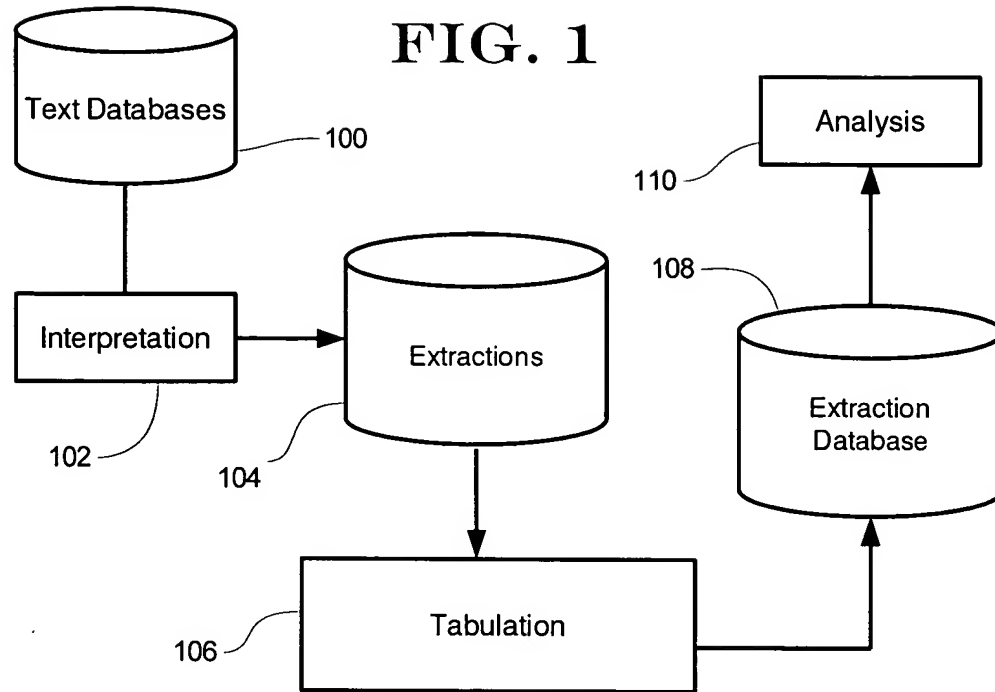 FIG. 1
Text Databases
100
Interpretation
102
Extractions
104
Tabulation
106
Extraction
Database
108
Analysis
110